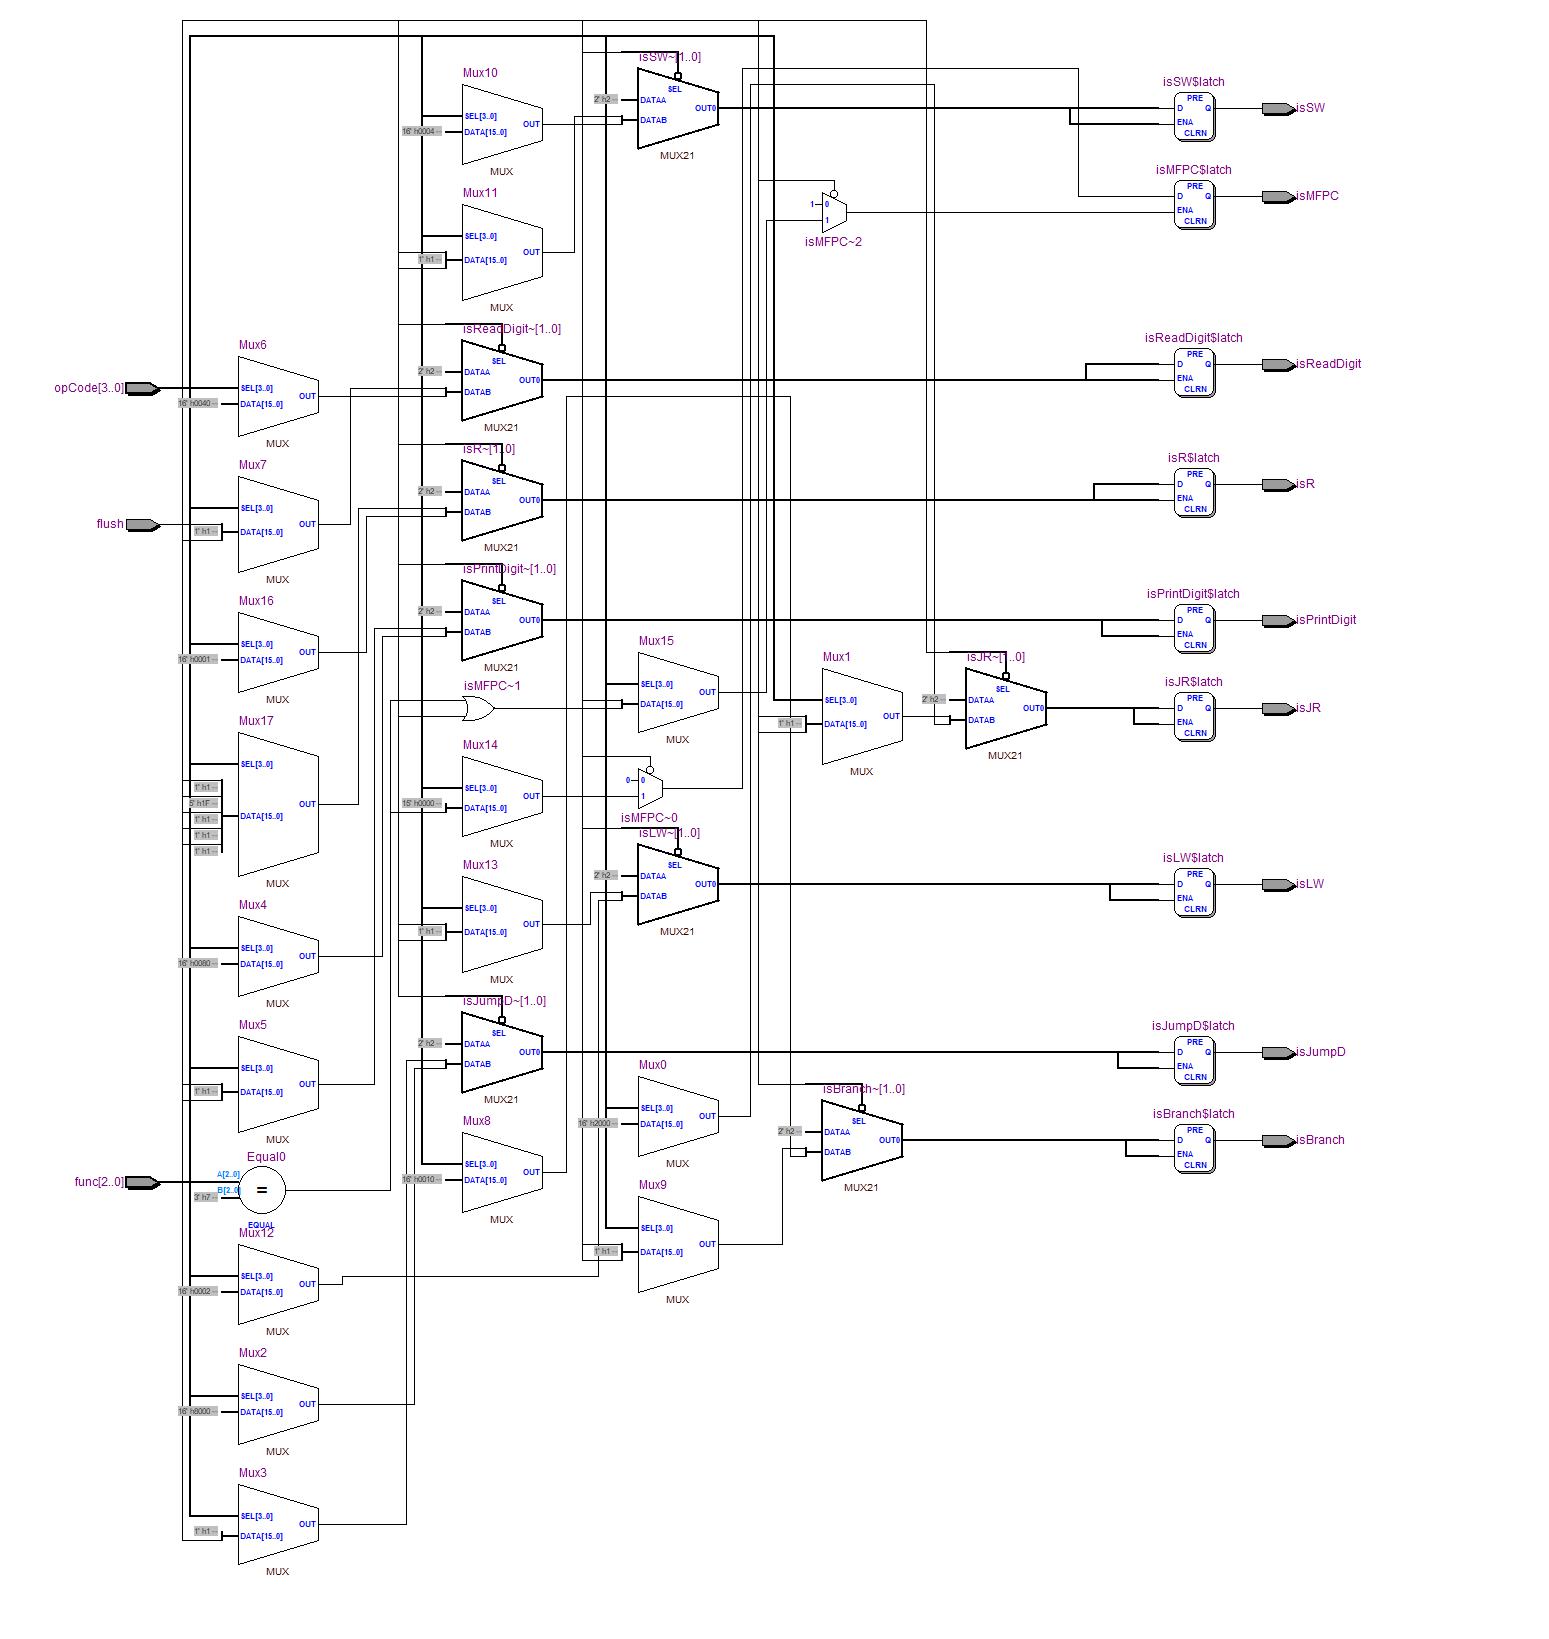 isSW~[1..0]
SEL
2' h2--
DATAA
OUT0
DATAB
MUX21
Mux10
SEL[3..0]
OUT
16' h0004--
DATA[15..0]
MUX
isSW$latch
PRE
D
Q
ENA
CLRN
isSW
isMFPC$latch
PRE
D
Q
ENA
CLRN
isMFPC
Mux11
SEL[3..0]
OUT
1' h1--
DATA[15..0]
MUX
1
0
1
isMFPC~2
isReadDigit~[1..0]
SEL
2' h2--
DATAA
OUT0
DATAB
MUX21
isReadDigit$latch
PRE
D
Q
ENA
CLRN
isReadDigit
Mux6
opCode[3..0]
SEL[3..0]
OUT
16' h0040--
DATA[15..0]
MUX
isR~[1..0]
SEL
2' h2--
DATAA
OUT0
DATAB
MUX21
isR$latch
PRE
D
Q
ENA
CLRN
isR
Mux7
SEL[3..0]
flush
OUT
1' h1--
DATA[15..0]
MUX
isPrintDigit~[1..0]
SEL
2' h2--
DATAA
OUT0
DATAB
MUX21
isPrintDigit$latch
PRE
D
Q
ENA
CLRN
isPrintDigit
Mux16
SEL[3..0]
OUT
16' h0001--
DATA[15..0]
MUX
isMFPC~1
Mux15
SEL[3..0]
OUT
DATA[15..0]
MUX
Mux1
SEL[3..0]
OUT
1' h1--
DATA[15..0]
MUX
isJR~[1..0]
SEL
2' h2--
DATAA
OUT0
DATAB
MUX21
isJR$latch
PRE
D
Q
ENA
CLRN
isJR
Mux17
SEL[3..0]
1' h1--
5' h1F--
OUT
DATA[15..0]
1' h1--
1' h1--
1' h1--
MUX
Mux14
SEL[3..0]
OUT
15' h0000--
DATA[15..0]
MUX
0
0
1
isMFPC~0
isLW~[1..0]
SEL
2' h2--
DATAA
OUT0
DATAB
MUX21
isLW$latch
PRE
D
Q
ENA
CLRN
isLW
Mux13
SEL[3..0]
OUT
1' h1--
DATA[15..0]
MUX
Mux4
SEL[3..0]
OUT
16' h0080--
DATA[15..0]
MUX
isJumpD~[1..0]
SEL
2' h2--
DATAA
OUT0
DATAB
MUX21
isJumpD$latch
PRE
D
Q
ENA
CLRN
isJumpD
Mux5
SEL[3..0]
OUT
1' h1--
DATA[15..0]
MUX
Mux0
SEL[3..0]
OUT
16' h2000--
DATA[15..0]
MUX
isBranch~[1..0]
SEL
2' h2--
DATAA
OUT0
DATAB
MUX21
isBranch$latch
PRE
D
Q
ENA
CLRN
isBranch
Mux8
SEL[3..0]
OUT
16' h0010--
DATA[15..0]
MUX
Equal0
func[2..0]
A[2..0]
B[2..0]
3' h7--
=
EQUAL
Mux9
SEL[3..0]
OUT
1' h1--
DATA[15..0]
MUX
Mux12
SEL[3..0]
OUT
16' h0002--
DATA[15..0]
MUX
Mux2
SEL[3..0]
OUT
16' h8000--
DATA[15..0]
MUX
Mux3
SEL[3..0]
OUT
1' h1--
DATA[15..0]
MUX